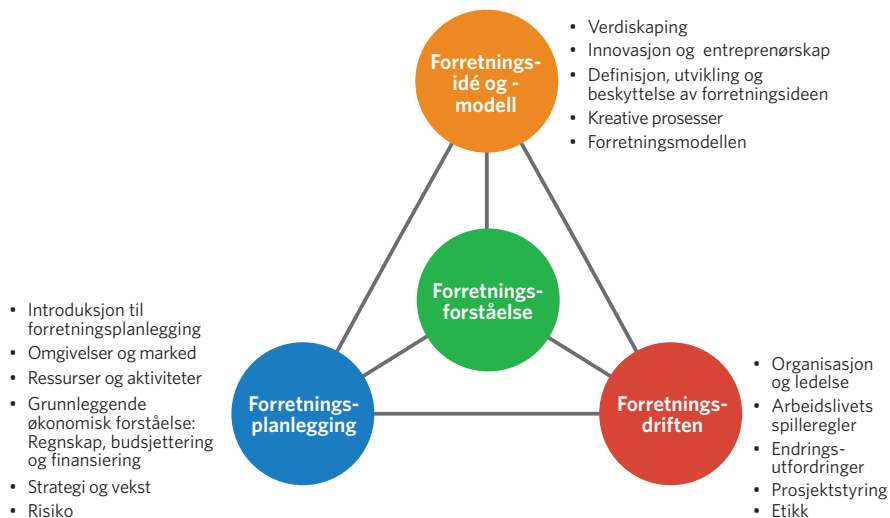 Forretnings-
idé og -
modell
• Verdiskaping
• Innovasjon og entreprenørskap
• Definisjon, utvikling og
beskyttelse av forretningsideen
• Kreative prosesser
• Forretningsmodellen
Forretnings-
forståelse
• Introduksjon til
forretningsplanlegging
• Omgivelser og marked
• Ressurser og aktiviteter
• Grunnleggende
økonomisk forståelse:
Regnskap, budsjettering
og finansiering
• Strategi og vekst
• Risiko
Forretnings-
planlegging
Forretnings-
driften
• Organisasjon
og ledelse
• Arbeidslivets
spilleregler
• Endrings-
utfordringer
• Prosjektstyring
• Etikk